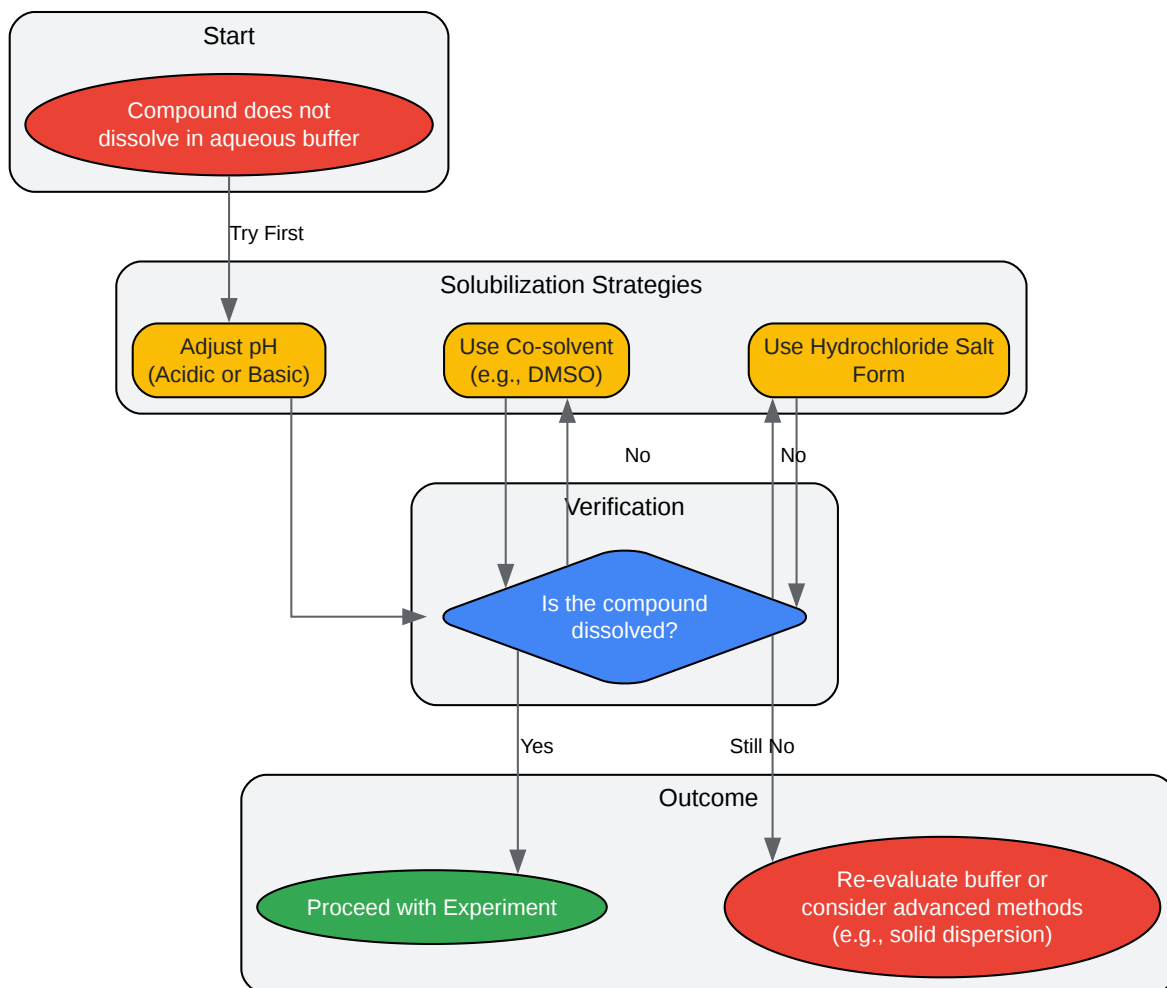 Start
Compound does not
dissolve in aqueous buffer
Try First
Solubilization Strategies
Adjust pH
(Acidic or Basic)
Use Co-solvent
(e.g., DMSO)
Use Hydrochloride Salt
Form
No
No
Verification
Is the compound
dissolved?
Yes
Still No
Outcome
Proceed with Experiment
Re-evaluate buffer or
consider advanced methods
(e.g., solid dispersion)